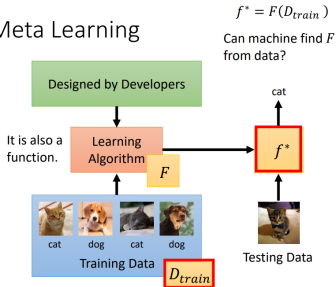 Meta Learning
f* = F(D_train)
Can machine find F
from data?
Designed by Developers
cat
It is also a
function.
Learning
Algorithm
F
f*
cat dog cat dog
Training Data
D_train
Testing Data